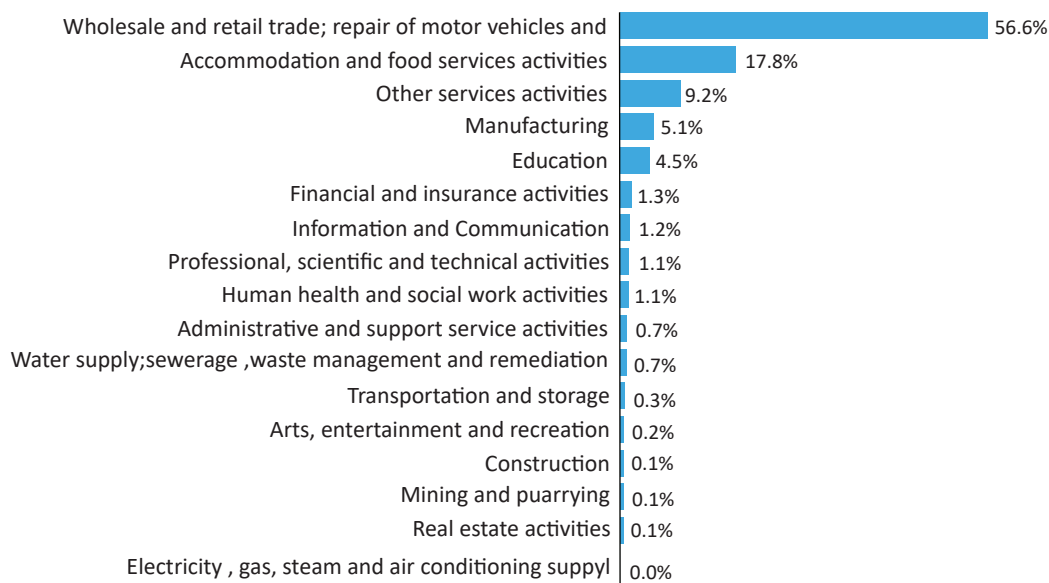 Wholesale and retail trade; repair of motor vehicles and 56.6%
Accommodation and food services activities 17.8%
Other services activities 9.2%
Manufacturing 5.1%
Education 4.5%
Financial and insurance activities 1.3%
Information and Communication 1.2%
Professional, scientific and technical activities 1.1%
Human health and social work activities 1.1%
Administrative and support service activities 0.7%
Water supply;sewerage ,waste management and remediation 0.7%
Transportation and storage 0.3%
Arts, entertainment and recreation 0.2%
Construction 0.1%
Mining and puarrying 0.1%
Real estate activities 0.1%
Electricity , gas, steam and air conditioning suppyl 0.0%